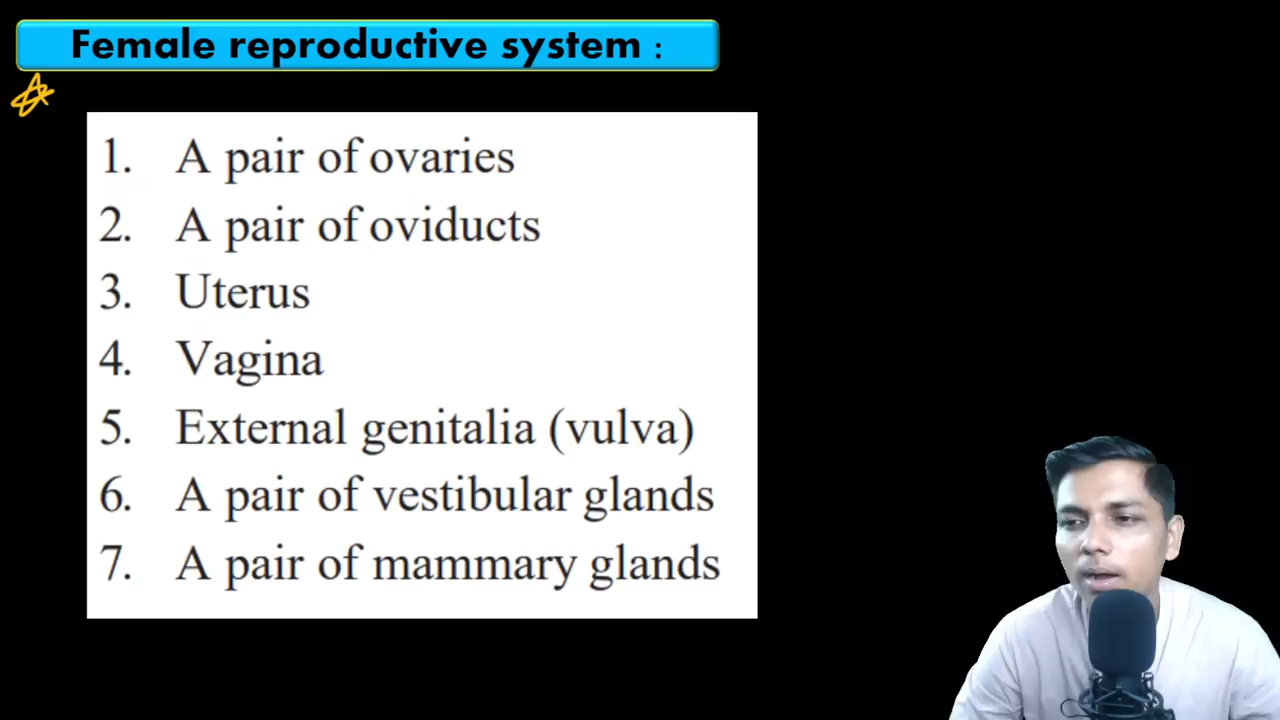 Female reproductive system :
1. A pair of ovaries
2. A pair of oviducts
3. Uterus
4. Vagina
5. External genitalia (vulva)
6. A pair of vestibular glands
7. A pair of mammary glands